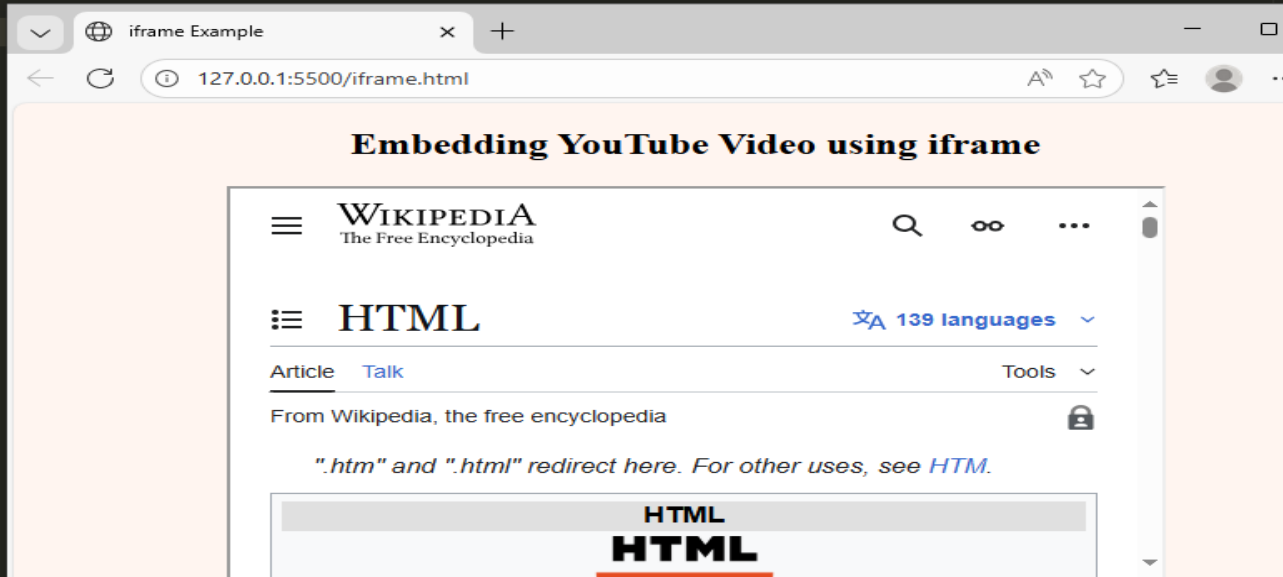 iframe Example
127.0.0.1:5500/iframe.html
Embedding YouTube Video using iframe
WIKIPEDIA
The Free Encyclopedia
HTML 139 languages
Article Talk Tools
From Wikipedia, the free encyclopedia
".htm" and ".html" redirect here. For other uses, see HTM.
HTML
HTML